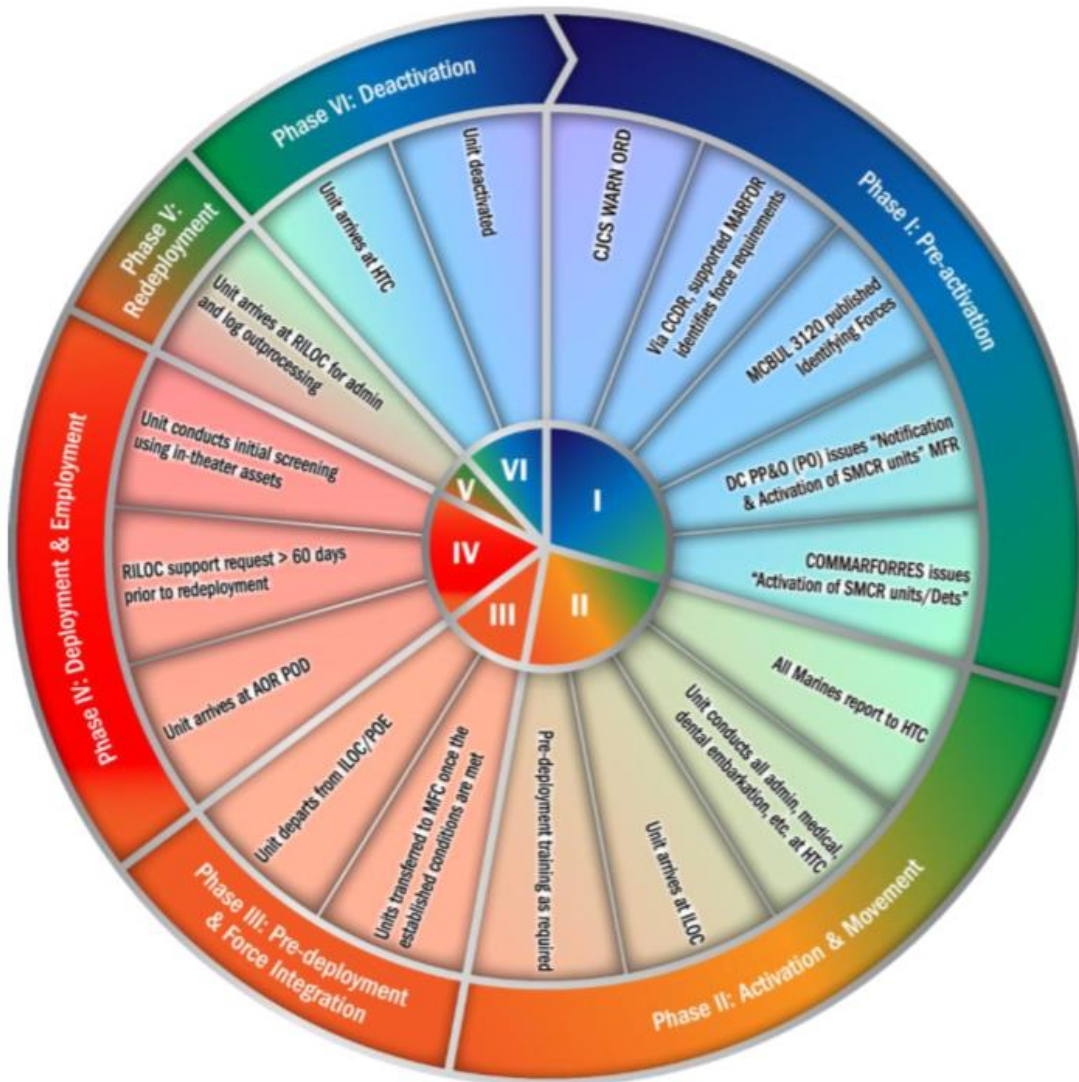 Phase I: Pre-activation
CJCS WARN ORD
Via CCDR, supported MARFOR
identifies force requirements
MCBUL 3120 published
Identifying Forces
DC PP&O (PO) issues “Notification
& Activation of SMCR units” MFR
COMMARFORRES issues
“Activation of SMCR units/Dets”
Phase II: Activation & Movement
All Marines report to HTC
Unit conducts all admin, medical,
dental embarkation, etc. at HTC
Unit arrives at ILOC
Pre-deployment training as required
Phase III: Pre-deployment
& Force Integration
Units transferred to MFC once the
established conditions are met
Unit departs from ILOC/POE
Phase IV: Deployment & Employment
Unit arrives at AOR POD
RILOC support request > 60 days
prior to redeployment
Unit conducts initial screening
using in-theater assets
Phase V:
Redeployment
Unit arrives at RILOC for admin
and log outprocessing
Phase VI: Deactivation
Unit arrives at HTC
Unit deactivated
I
II
III
IV
V
VI